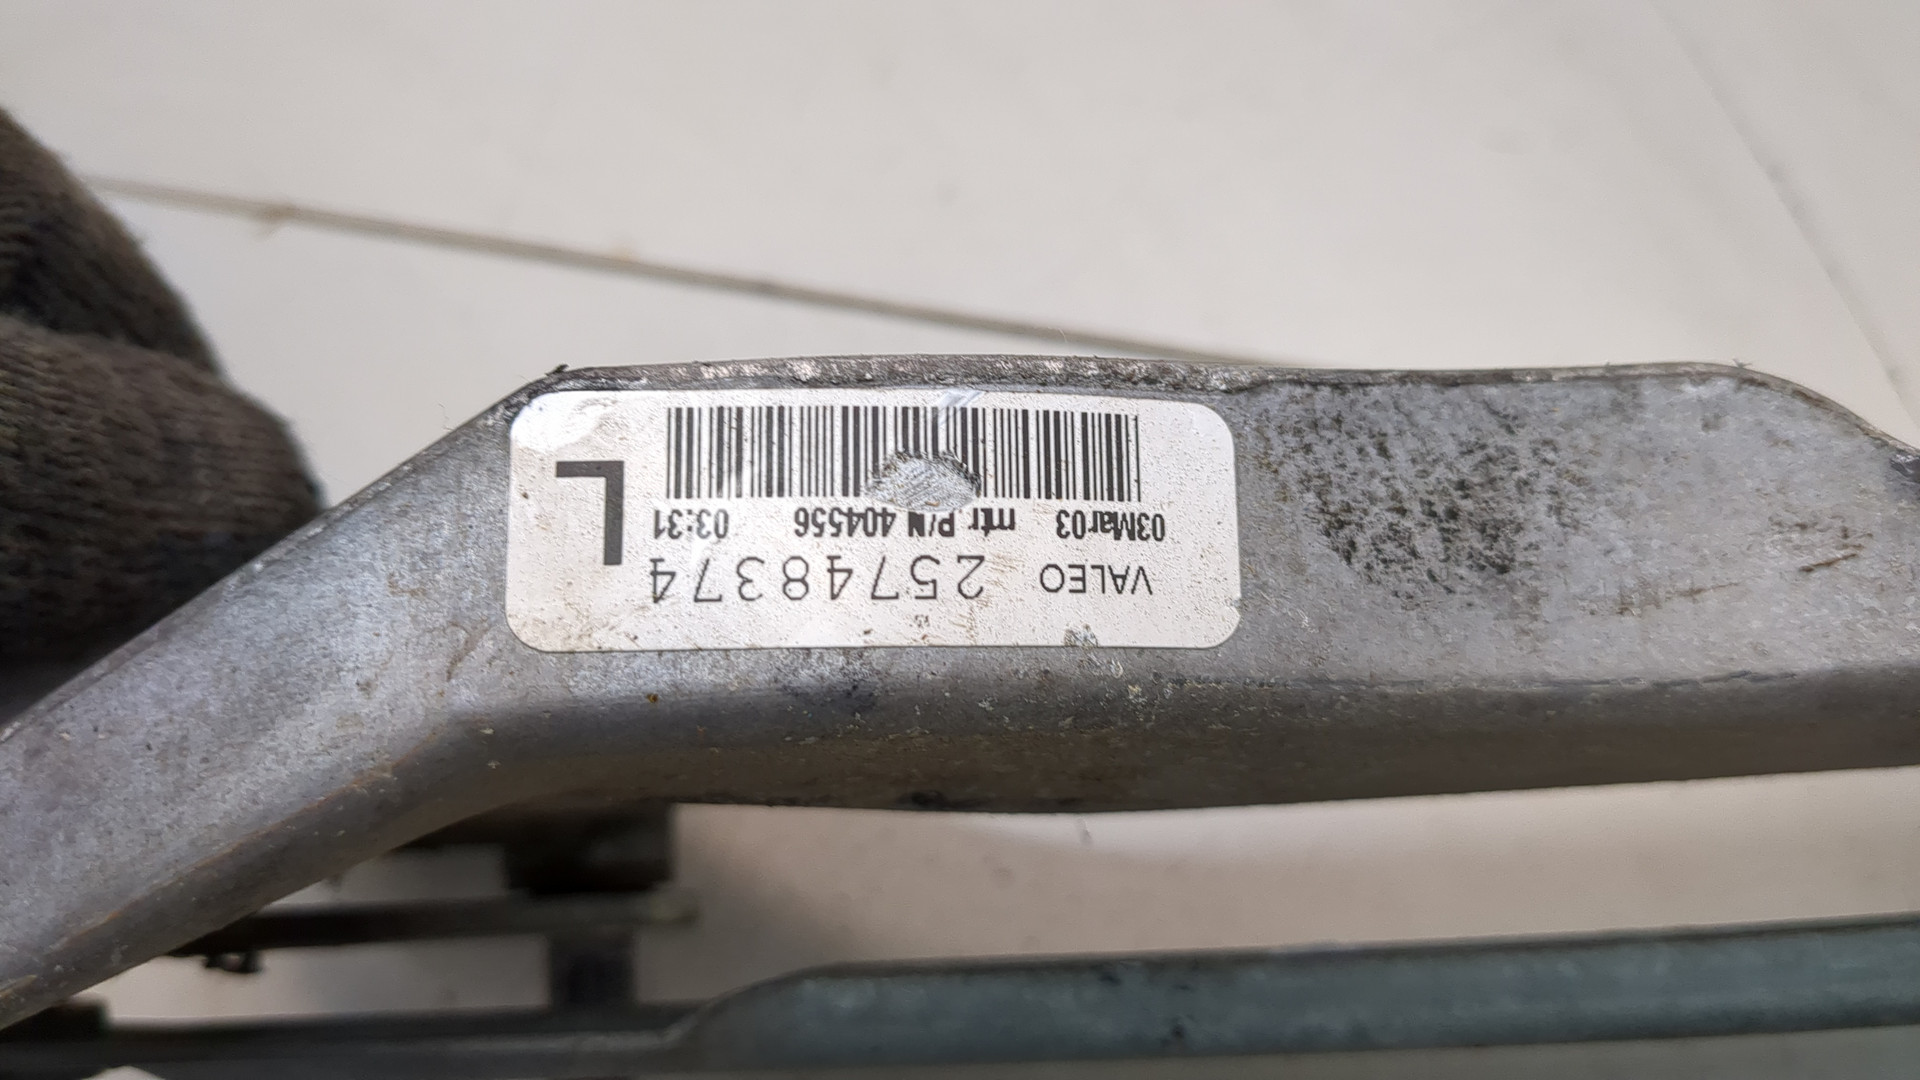 VALEO 25748374
03Mar03 mtr P/N 404556 03:31
L